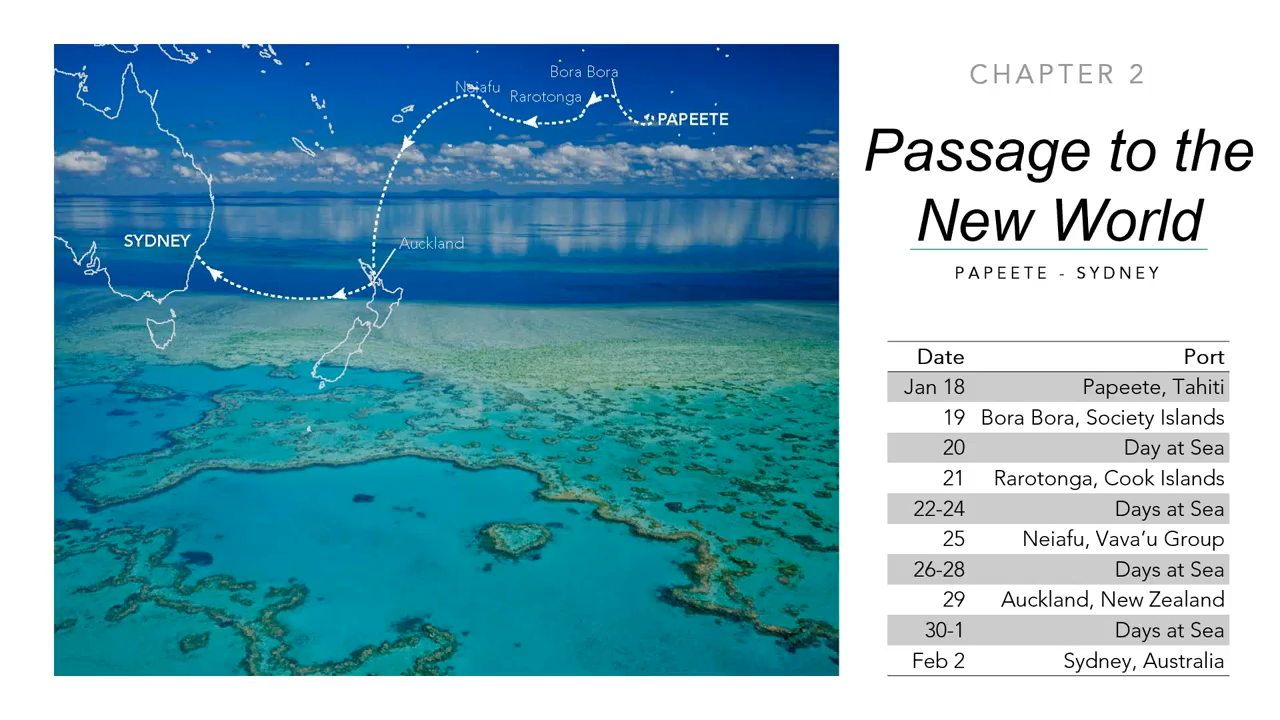 Bora Bora
Neiafu
Rarotonga
PAPEETE
SYDNEY
Auckland
CHAPTER 2
Passage to the
New World
PAPEETE - SYDNEY
Date Port
Jan 18 Papeete, Tahiti
19 Bora Bora, Society Islands
20 Day at Sea
21 Rarotonga, Cook Islands
22-24 Days at Sea
25 Neiafu, Vava’u Group
26-28 Days at Sea
29 Auckland, New Zealand
30-1 Days at Sea
Feb 2 Sydney, Australia